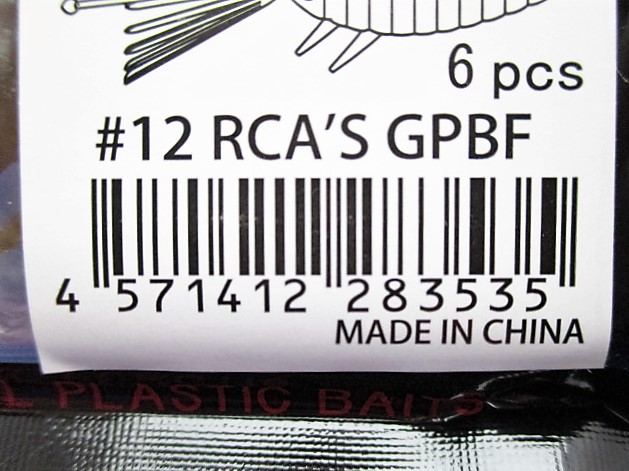 6 pcs
#12 RCA'S GPBF
4 571412 283535
MADE IN CHINA
L PLASTIC BAITS